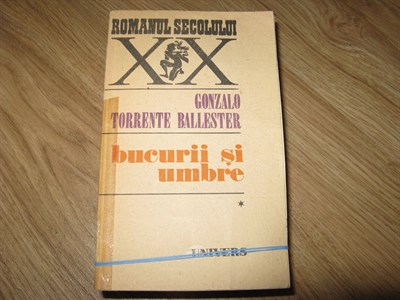 ROMANUL SECOLULUI
XX
GONZALO
TORRENTE BALLESTER
bucurii și
umbre
*
UNIVERS